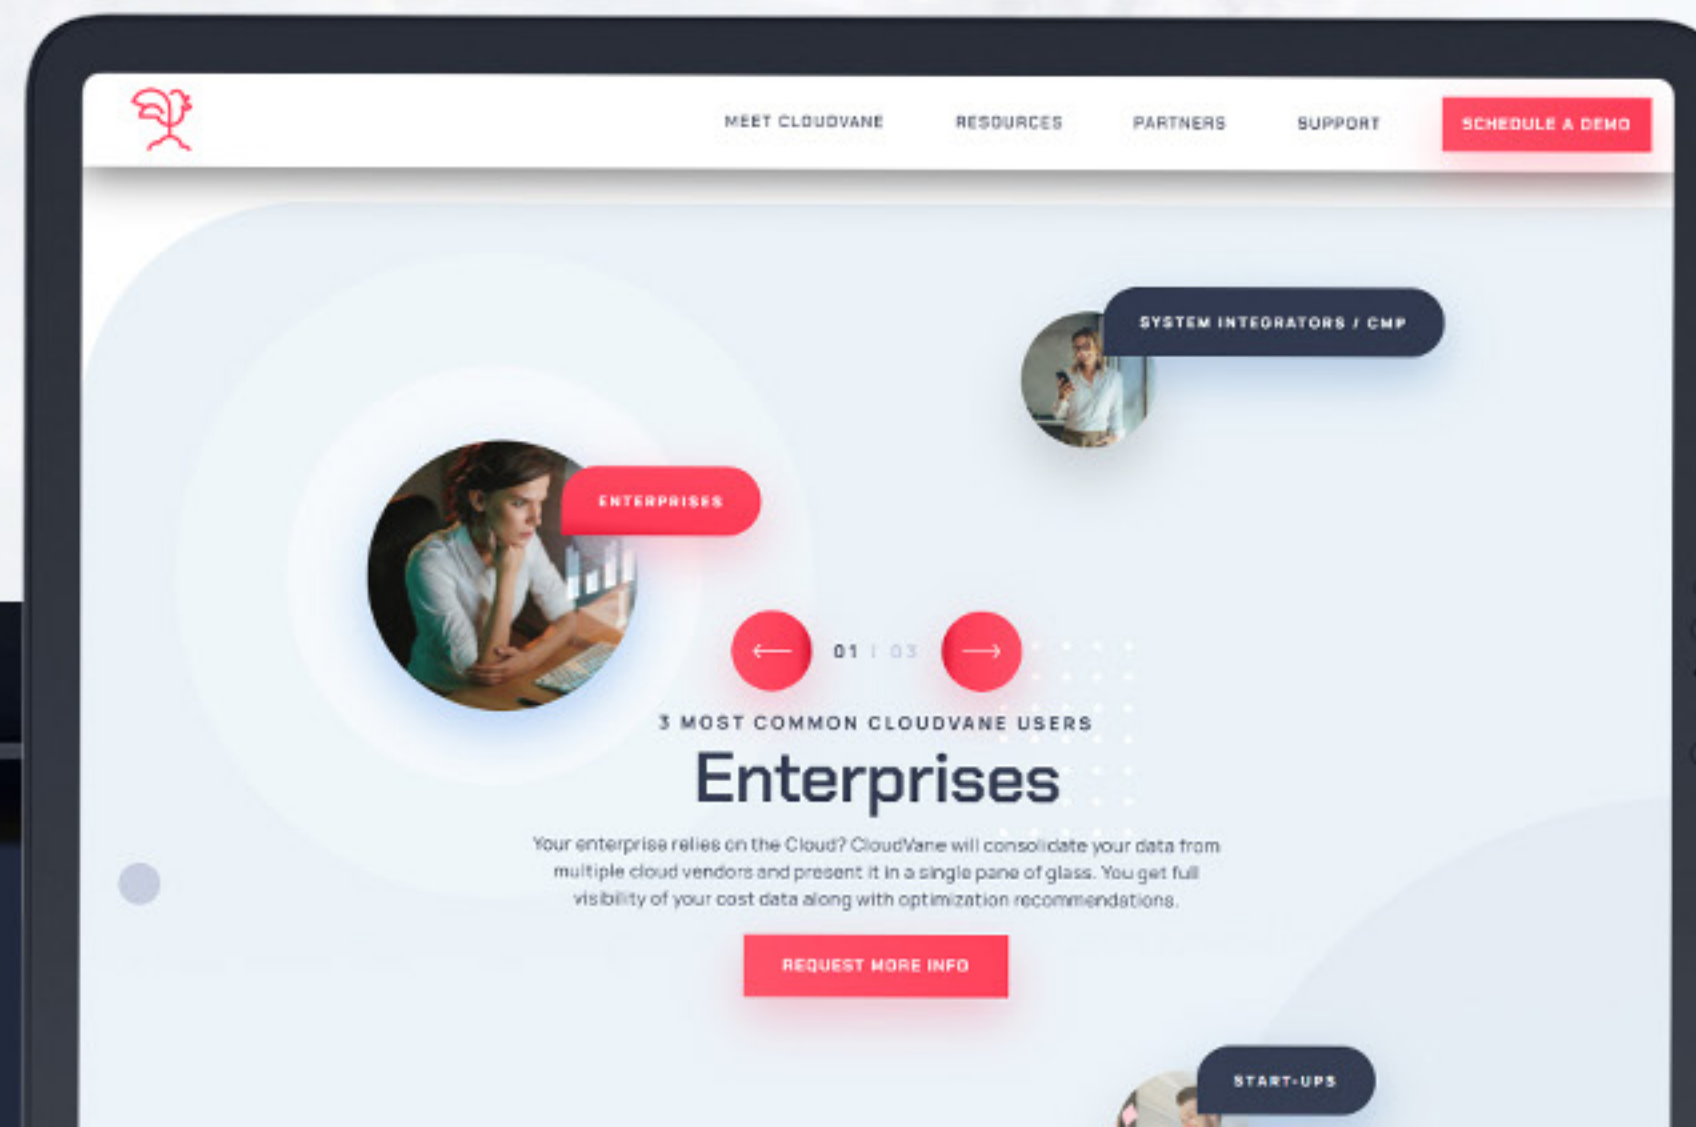 MEET CLOUDVANE
RESOURCES
PARTNERS
SUPPORT
SCHEDULE A DEMO
SYSTEM INTEGRATORS / CMP
ENTERPRISES
01 | 03
3 MOST COMMON CLOUDVANE USERS
Enterprises
Your enterprise relies on the Cloud? CloudVane will consolidate your data from
multiple cloud vendors and present it in a single pane of glass. You get full
visibility of your cost data along with optimization recommendations.
REQUEST MORE INFO
START-UPS